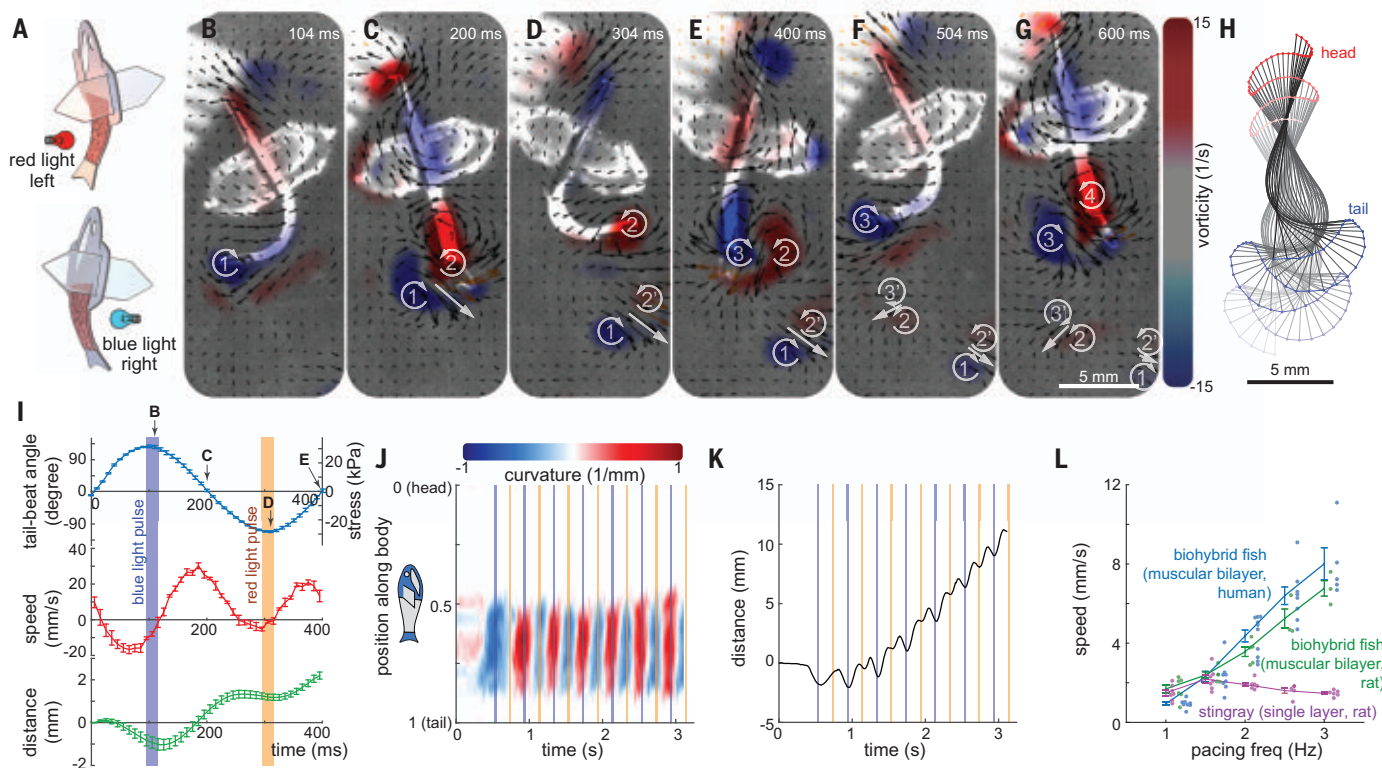 A
red light
left
blue light
right
B
104 ms
1
C
200 ms
2
1
D
304 ms
2
2'
1
E
400 ms
3
2
2'
1
F
504 ms
3
3'
2
2'
1
G
600 ms
4
3
3'
2
2'
1
5 mm
15
vorticity (1/s)
-15
H
head
tail
5 mm
I
B
C
D
E
tail-beat angle
(degree)
90
0
-90
0
200
400
20
0
-20
stress (kPa)
blue light pulse
red light pulse
speed
(mm/s)
40
20
0
-20
200
400
distance
(mm)
2
0
-2
200
400
time (ms)
J
-1
1
curvature (1/mm)
position along body
0 (head)
0.5
1 (tail)
0
1
2
3
time (s)
K
distance (mm)
15
10
5
0
-5
0
1
2
3
time (s)
L
speed (mm/s)
12
8
4
0
biohybrid fish
(muscular bilayer,
human)
biohybrid fish
(muscular bilayer,
rat)
stingray (single layer, rat)
1
2
3
pacing freq (Hz)